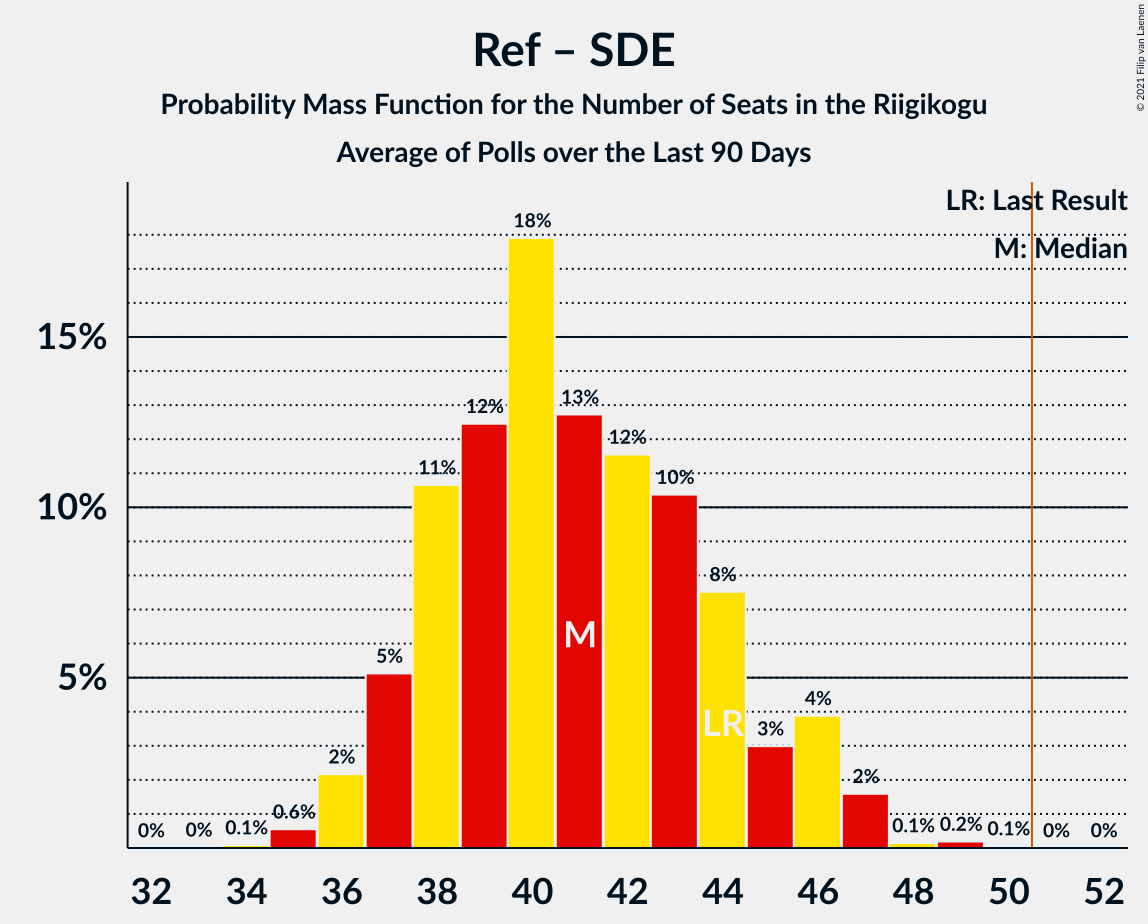 Ref – SDE
Probability Mass Function for the Number of Seats in the Riigikogu
Average of Polls over the Last 90 Days
© 2021 Filip van Laenen
LR: Last Result
M: Median
15%
10%
5%
0%
0%
0.1%
0.6%
2%
5%
11%
12%
18%
13%
12%
10%
8%
3%
4%
2%
0.1%
0.2%
0.1%
0%
0%
M
LR
32 34 36 38 40 42 44 46 48 50 52